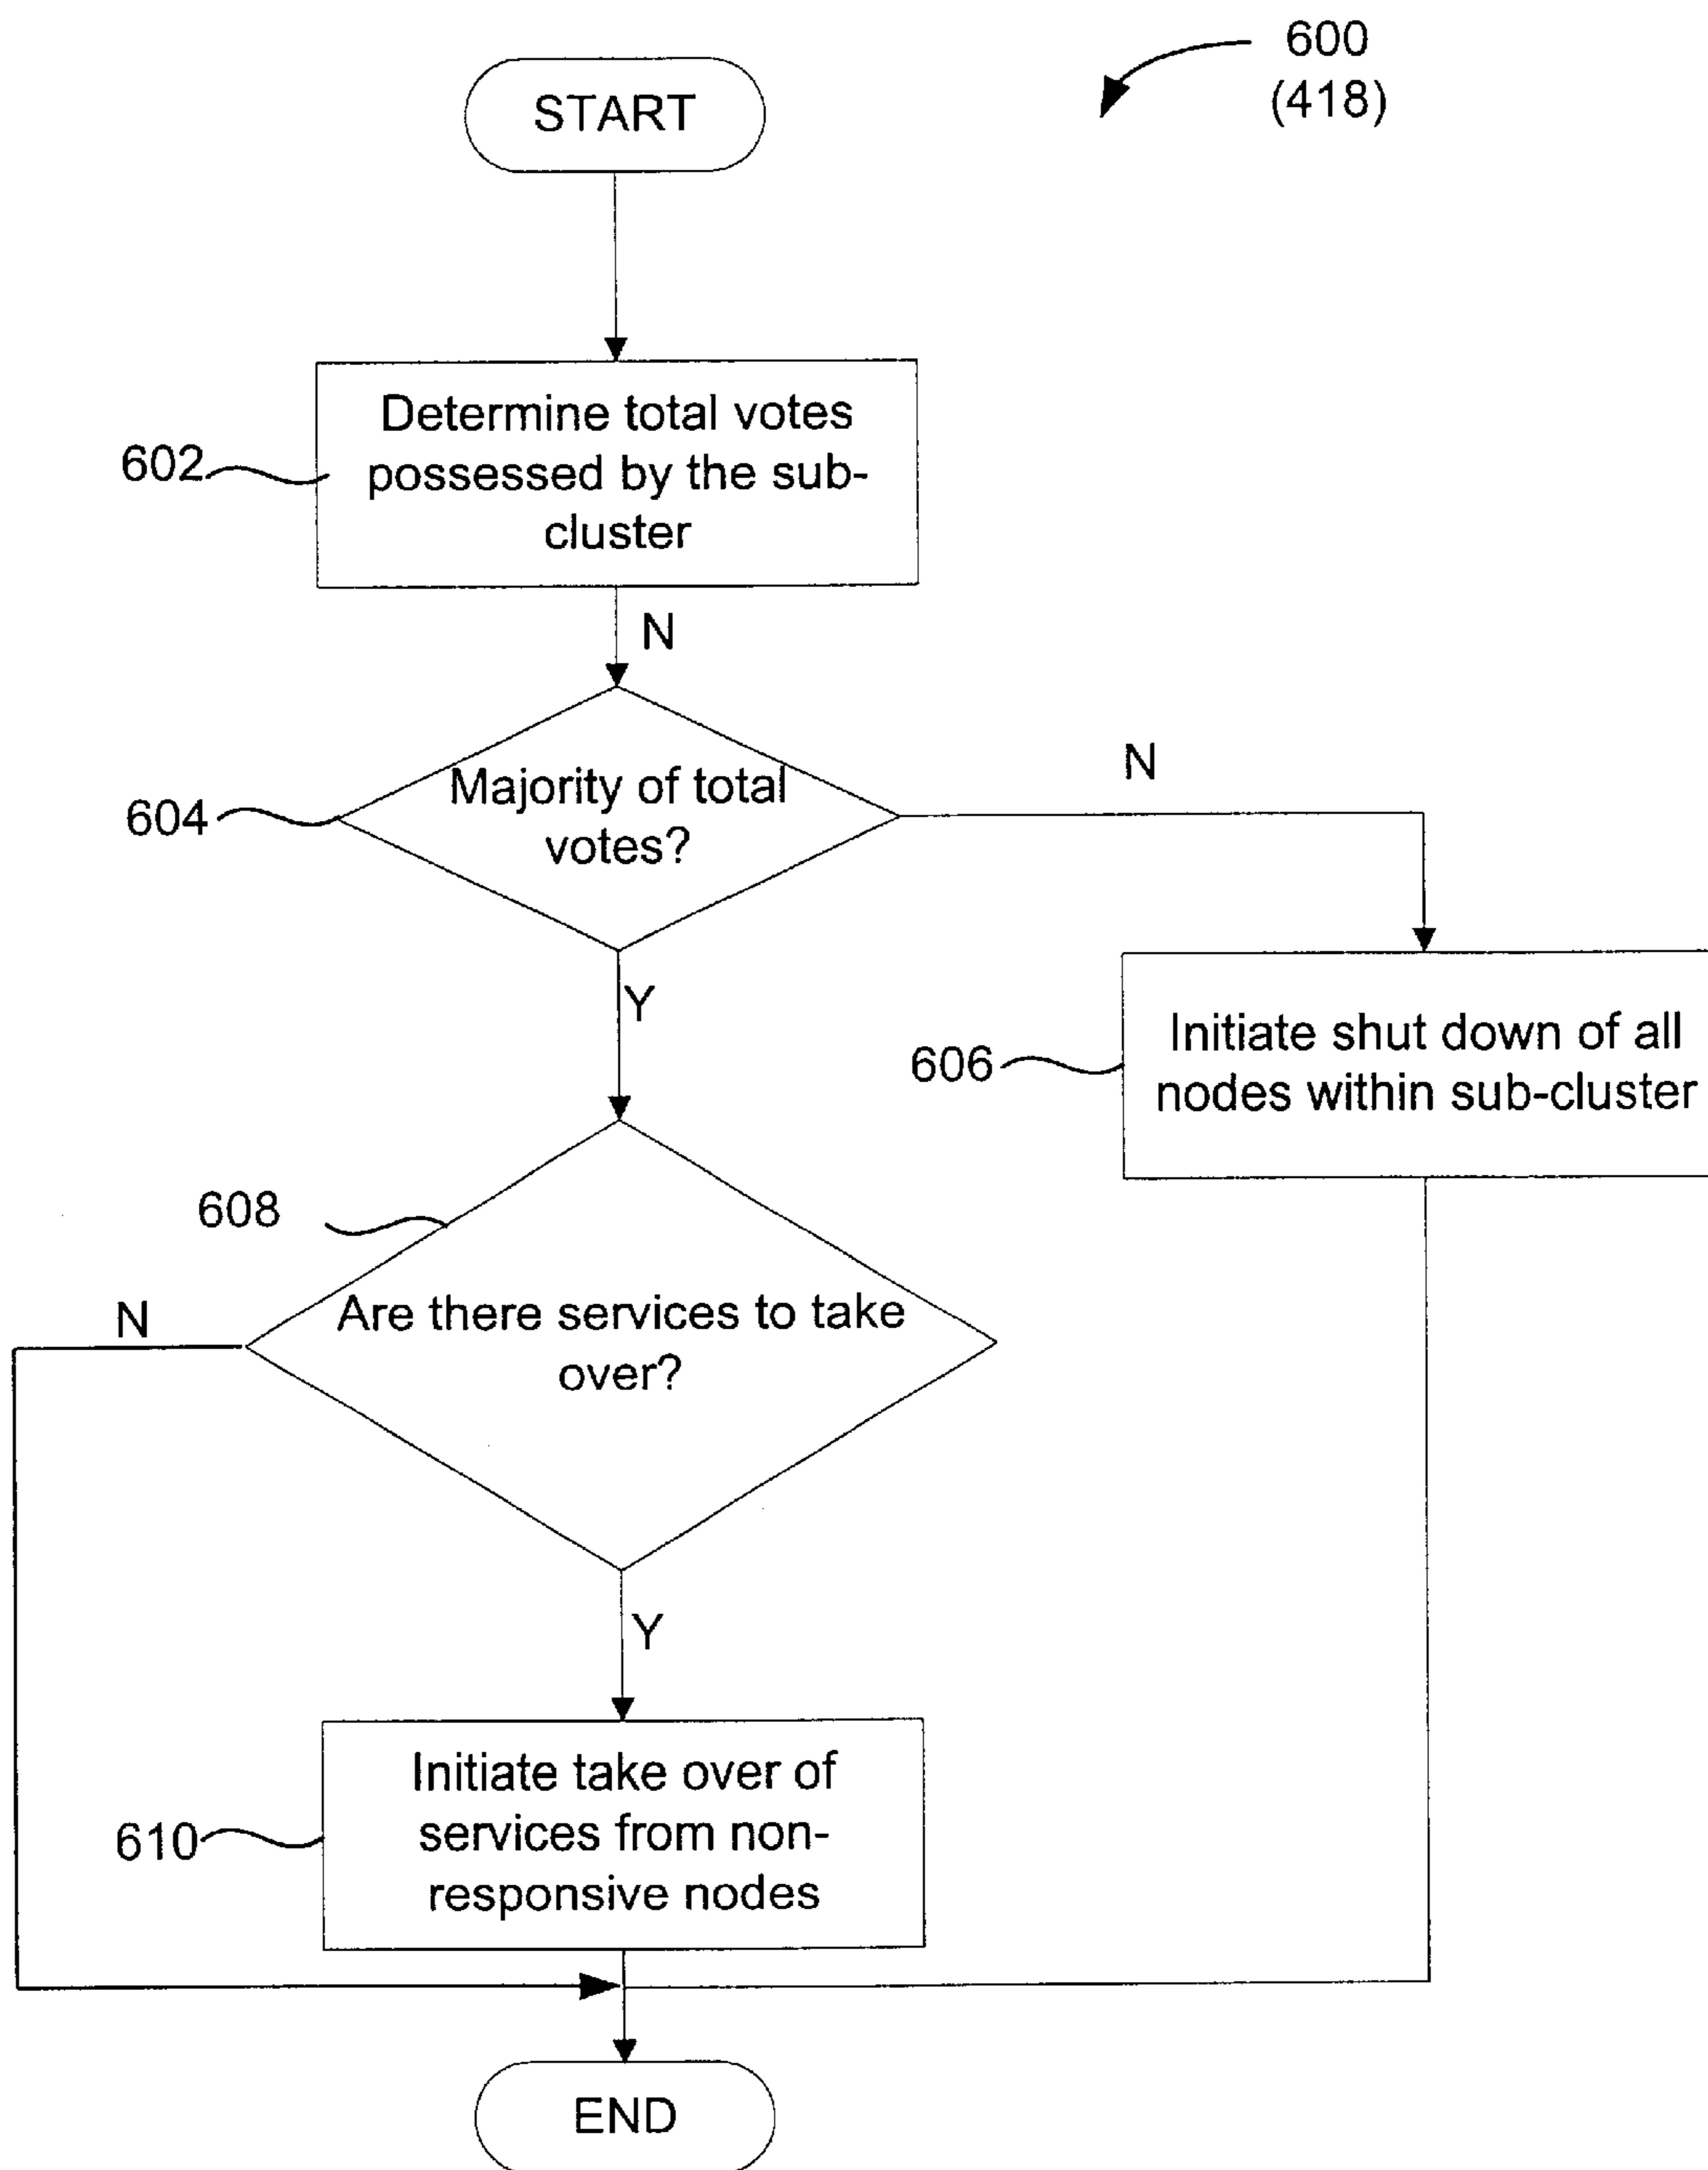 600
(418)
START
602
Determine total votes
possessed by the sub-
cluster
N
604
Majority of total
votes?
N
Y
606
Initiate shut down of all
nodes within sub-cluster
608
Are there services to take
over?
N
Y
610
Initiate take over of
services from non-
responsive nodes
END